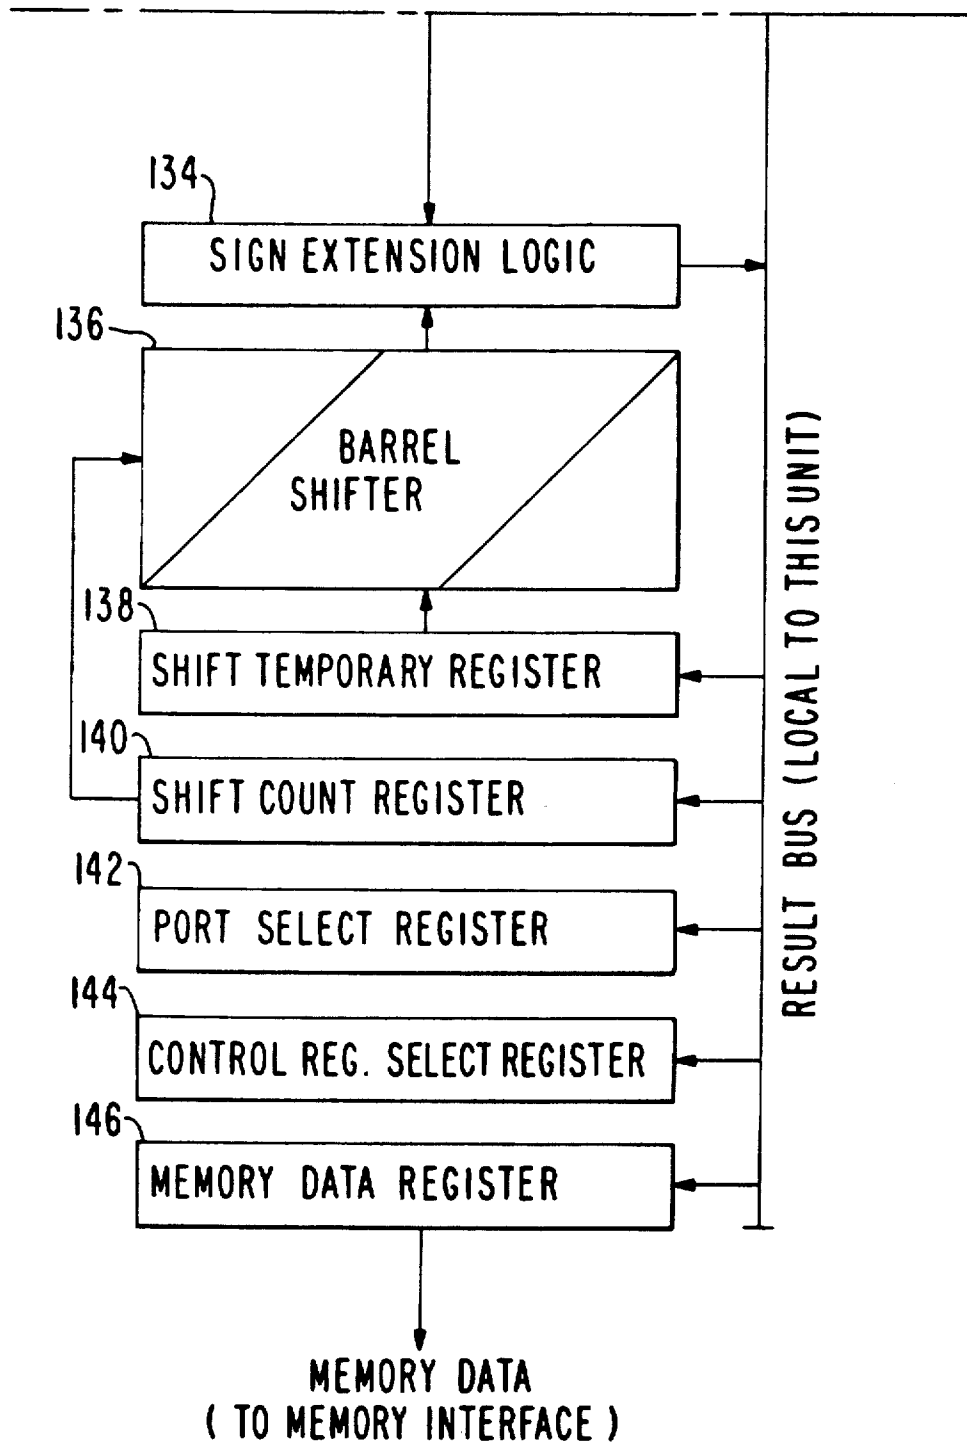 134
SIGN EXTENSION LOGIC
136
BARREL
SHIFTER
138
SHIFT TEMPORARY REGISTER
140
SHIFT COUNT REGISTER
142
PORT SELECT REGISTER
144
CONTROL REG. SELECT REGISTER
146
MEMORY DATA REGISTER
RESULT BUS (LOCAL TO THIS UNIT)
MEMORY DATA
( TO MEMORY INTERFACE )